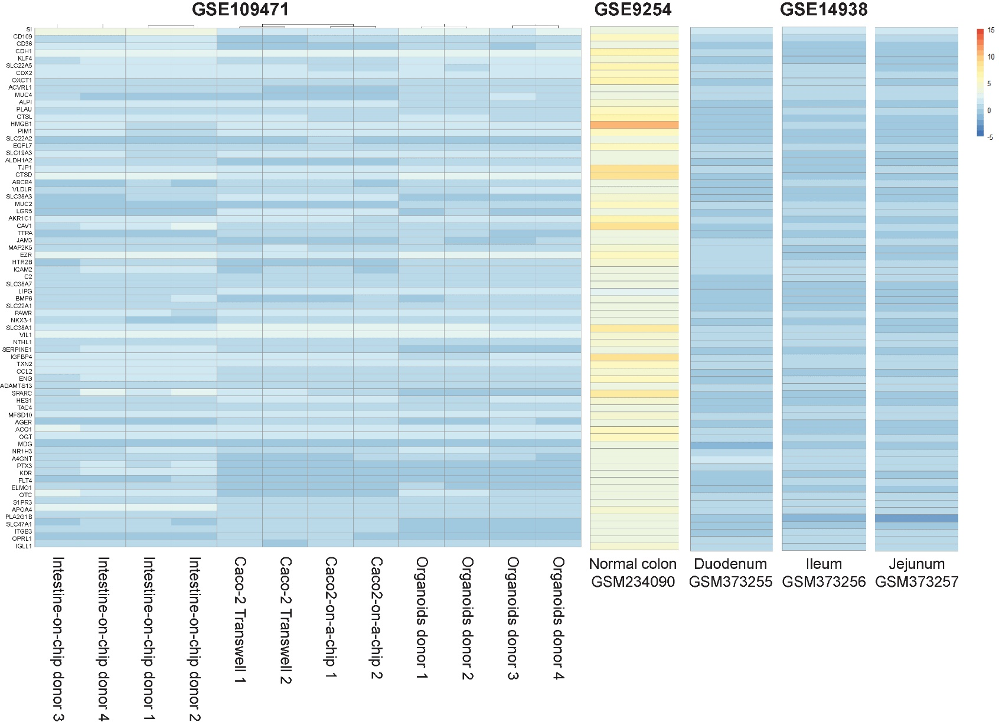 GSE109471 GSE9254 GSE14938
SI
CD109
CD36
CDH1
KLF4
SLC22A5
CDX2
OXCT1
ACVRL1
MUC4
ALPI
PLAU
CTSL
HMGB1
PIM1
SLC22A2
EGFL7
SLC19A3
ALDH1A2
TJP1
CTSD
ABCB4
VLDLR
SLC38A3
MUC2
LGR5
AKR1C1
CAV1
TTPA
JAM3
MAP2K5
EZR
HTR2B
ICAM2
C2
SLC38A7
LIPG
BMP6
SLC22A1
PAWR
NKX3-1
SLC38A1
VIL1
NTHL1
SERPINE1
IGFBP4
TXN2
CCL2
ENG
ADAMTS13
SPARC
HES1
TAC4
MFSD10
AGER
ACO1
OGT
MDG
NR1H3
A4GNT
PTX3
KDR
FLT4
ELMO1
OTC
S1PR3
APOA4
PLA2G1B
SLC47A1
ITGB3
OPRL1
IGLL1
15
10
5
0
-5
Intestine-on-chip donor 3
Intestine-on-chip donor 4
Intestine-on-chip donor 1
Intestine-on-chip donor 2
Caco-2 Transwell 1
Caco-2 Transwell 2
Caco2-on-a-chip 1
Caco2-on-a-chip 2
Organoids donor 1
Organoids donor 2
Organoids donor 3
Organoids donor 4
Normal colon
GSM234090
Duodenum
GSM373255
Ileum
GSM373256
Jejunum
GSM373257